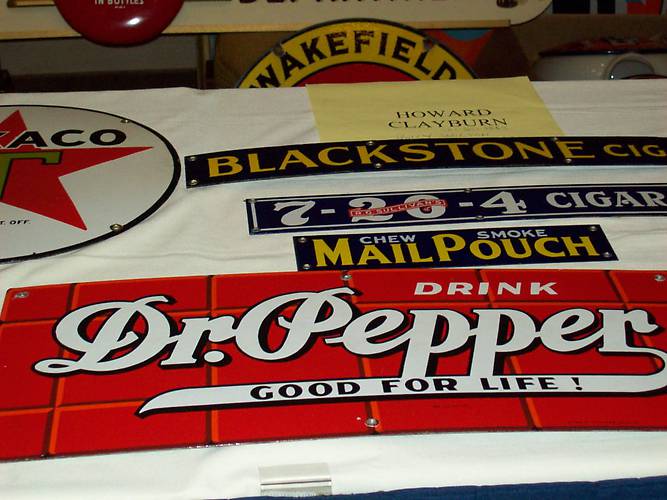 IN BOTTLES
WAKEFIELD
HOWARD
CLAYBURN
ACO
T
T. OFF.
BLACKSTONE CIGA
7-20-4 CIGAR
R.G. SULLIVAN'S
CHEW SMOKE
MAIL POUCH
DRINK
Dr. Pepper
GOOD FOR LIFE!